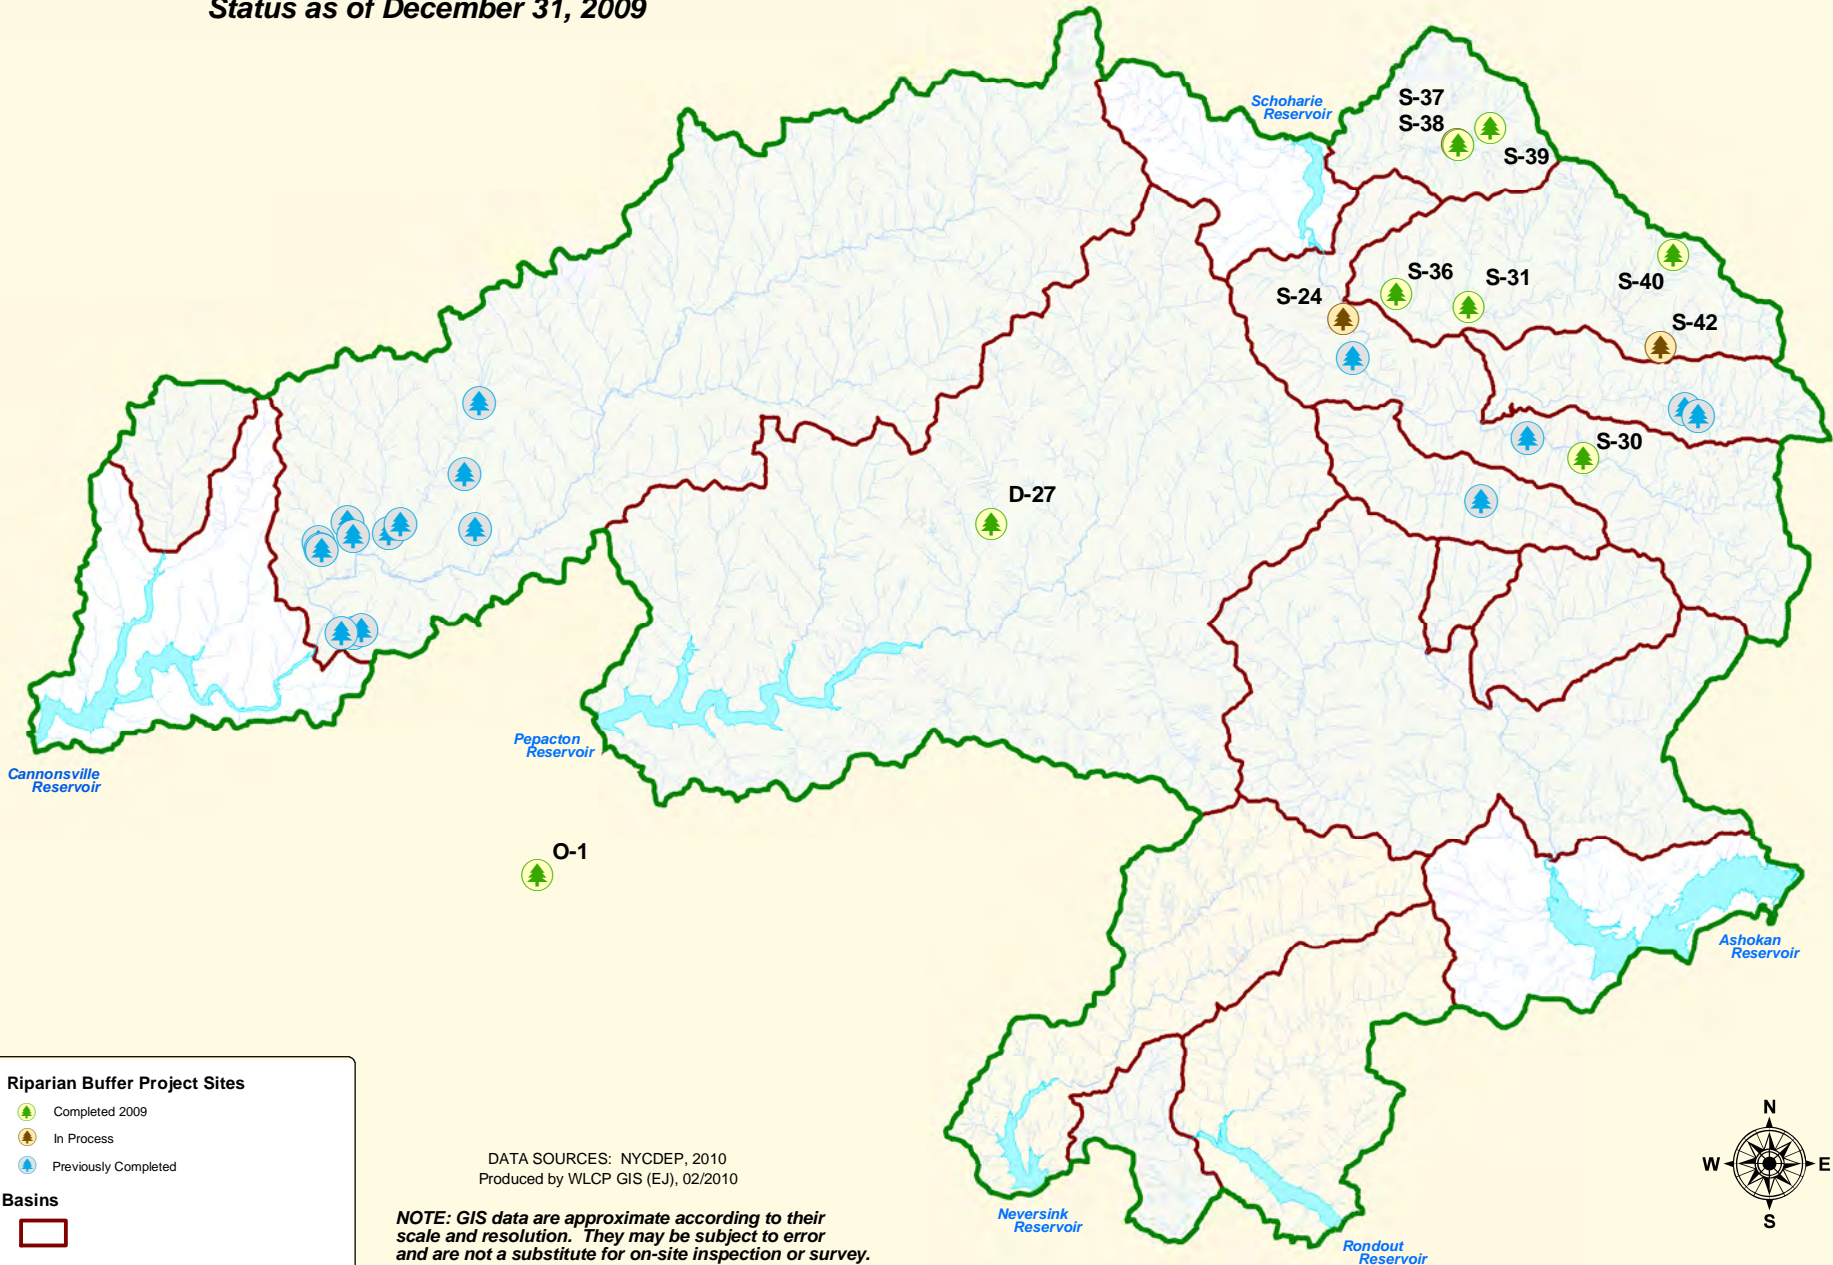 Status as of December 31, 2009
Schoharie
Reservoir
S-37
S-38
S-39
S-36
S-31
S-40
S-24
S-42
S-30
D-27
Pepacton
Reservoir
Cannonsville
Reservoir
O-1
Ashokan
Reservoir
Riparian Buffer Project Sites
Completed 2009
In Process
Previously Completed
Basins
DATA SOURCES: NYCDEP, 2010
Produced by WLCP GIS (EJ), 02/2010
NOTE: GIS data are approximate according to their
scale and resolution. They may be subject to error
and are not a substitute for on-site inspection or survey.
Neversink
Reservoir
Rondout
Reservoir
N
W
E
S